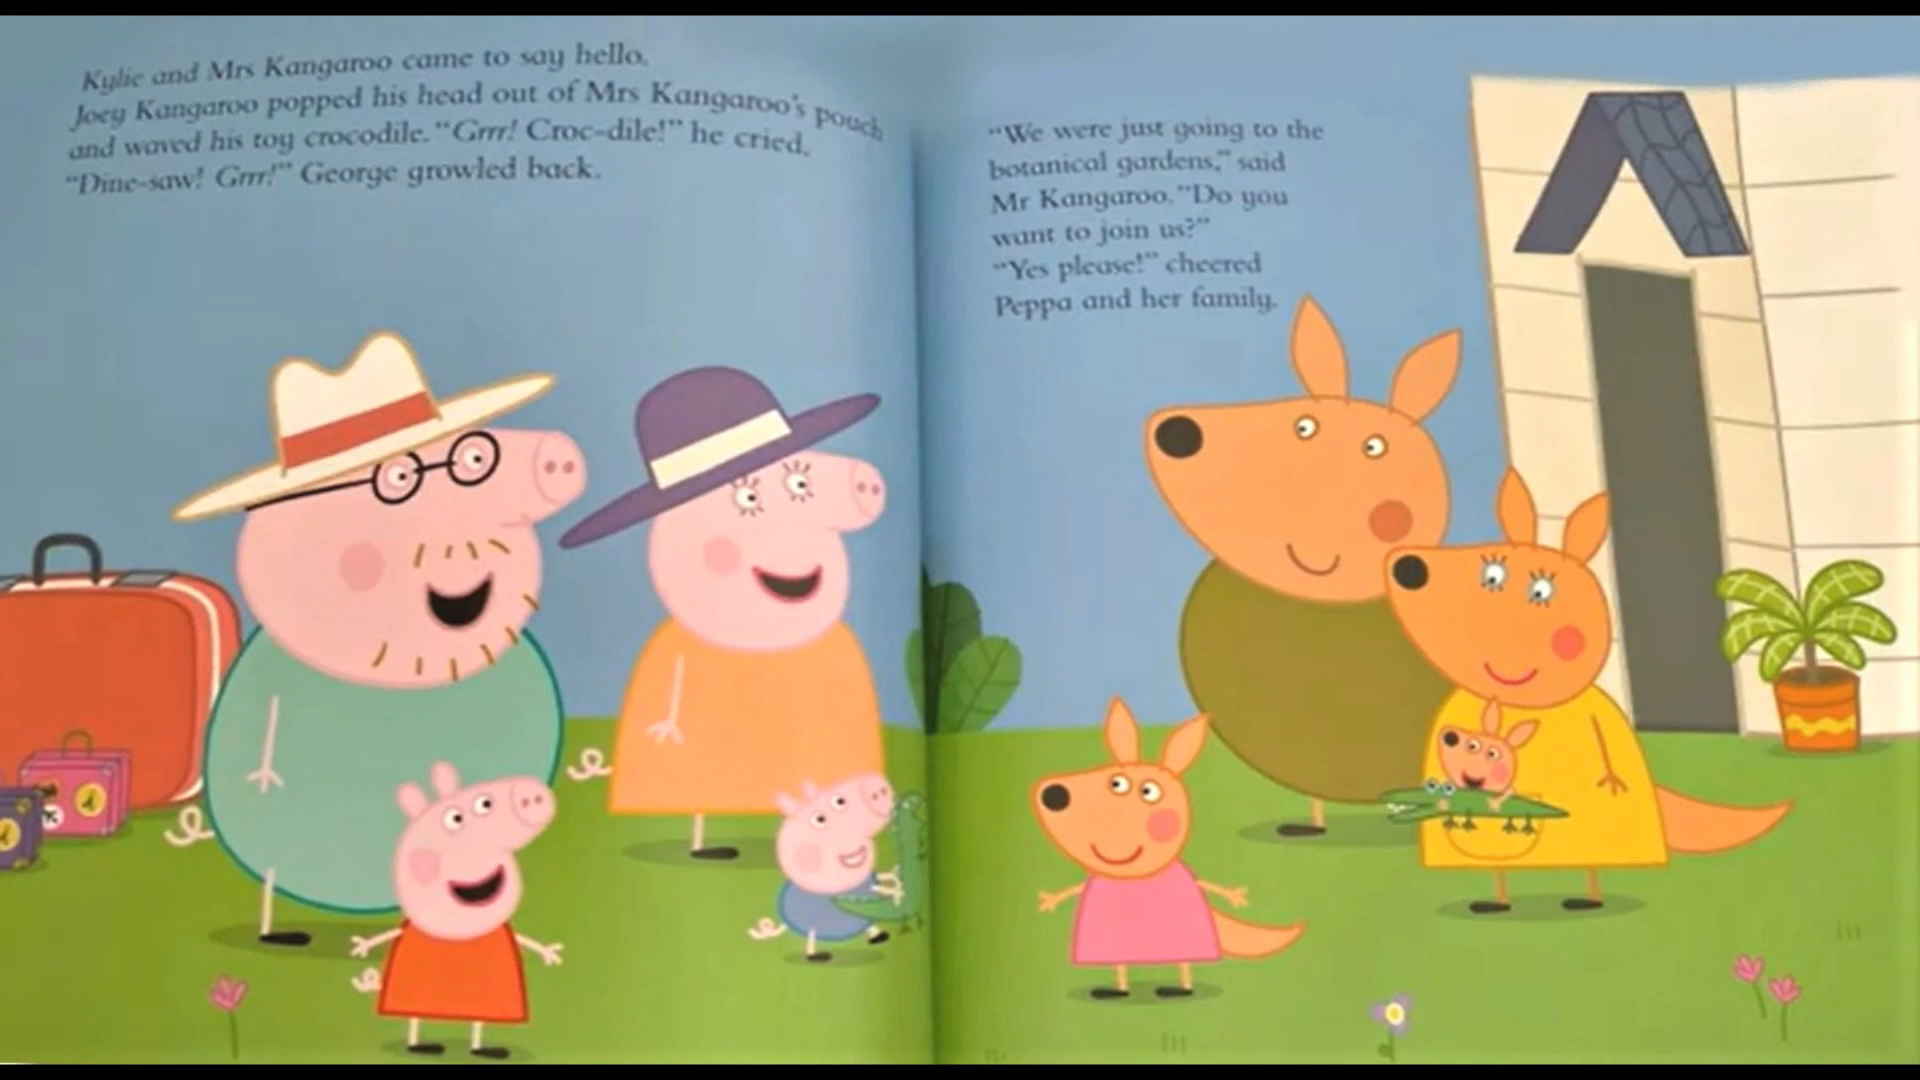 Kylie and Mrs Kangaroo came to say hello.
Joey Kangaroo popped his head out of Mrs Kangaroo's pouch
and waved his toy crocodile. "Grrr! Croc-dile!" he cried.
"Dine-saw! Grrr!" George growled back.
"We were just going to the
botanical gardens," said
Mr Kangaroo. "Do you
want to join us?"
"Yes please!" cheered
Peppa and her family.